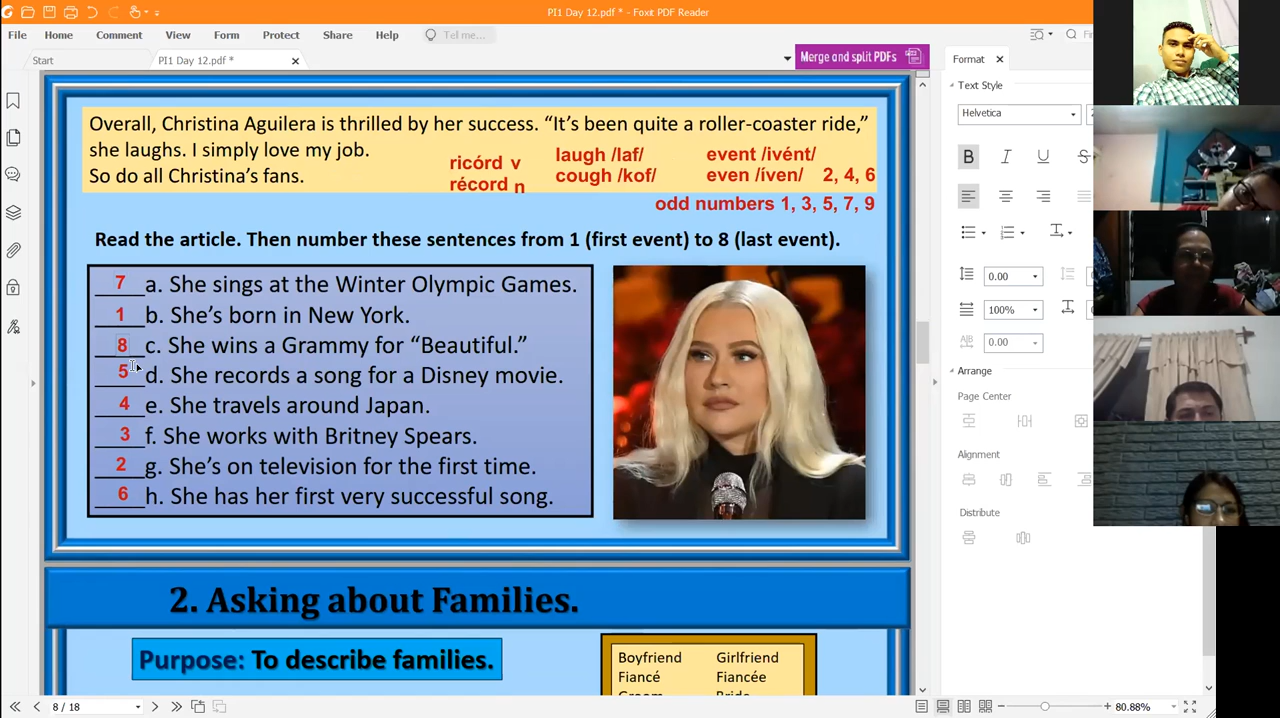 PI1 Day 12.pdf * - Foxit PDF Reader
File Home Comment View Form Protect Share Help Tell me...
Start PI1 Day 12.pdf * Merge and split PDFs
Format
Text Style
Helvetica
B I U S
0.00
100%
0.00
Arrange
Page Center
Alignment
Distribute
Overall, Christina Aguilera is thrilled by her success. “It’s been quite a roller-coaster ride,”
she laughs. I simply love my job.
So do all Christina’s fans.
ricórd v
récord n
laugh /laf/
cough /kof/
event /ivént/
even /íven/ 2, 4, 6
odd numbers 1, 3, 5, 7, 9
Read the article. Then number these sentences from 1 (first event) to 8 (last event).
7 a. She sings at the Winter Olympic Games.
1 b. She’s born in New York.
8 c. She wins a Grammy for “Beautiful.”
5 d. She records a song for a Disney movie.
4 e. She travels around Japan.
3 f. She works with Britney Spears.
2 g. She’s on television for the first time.
6 h. She has her first very successful song.
2. Asking about Families.
Purpose: To describe families.
Boyfriend Girlfriend
Fiancé Fiancée
Groom Bride
8 / 18
80.88%